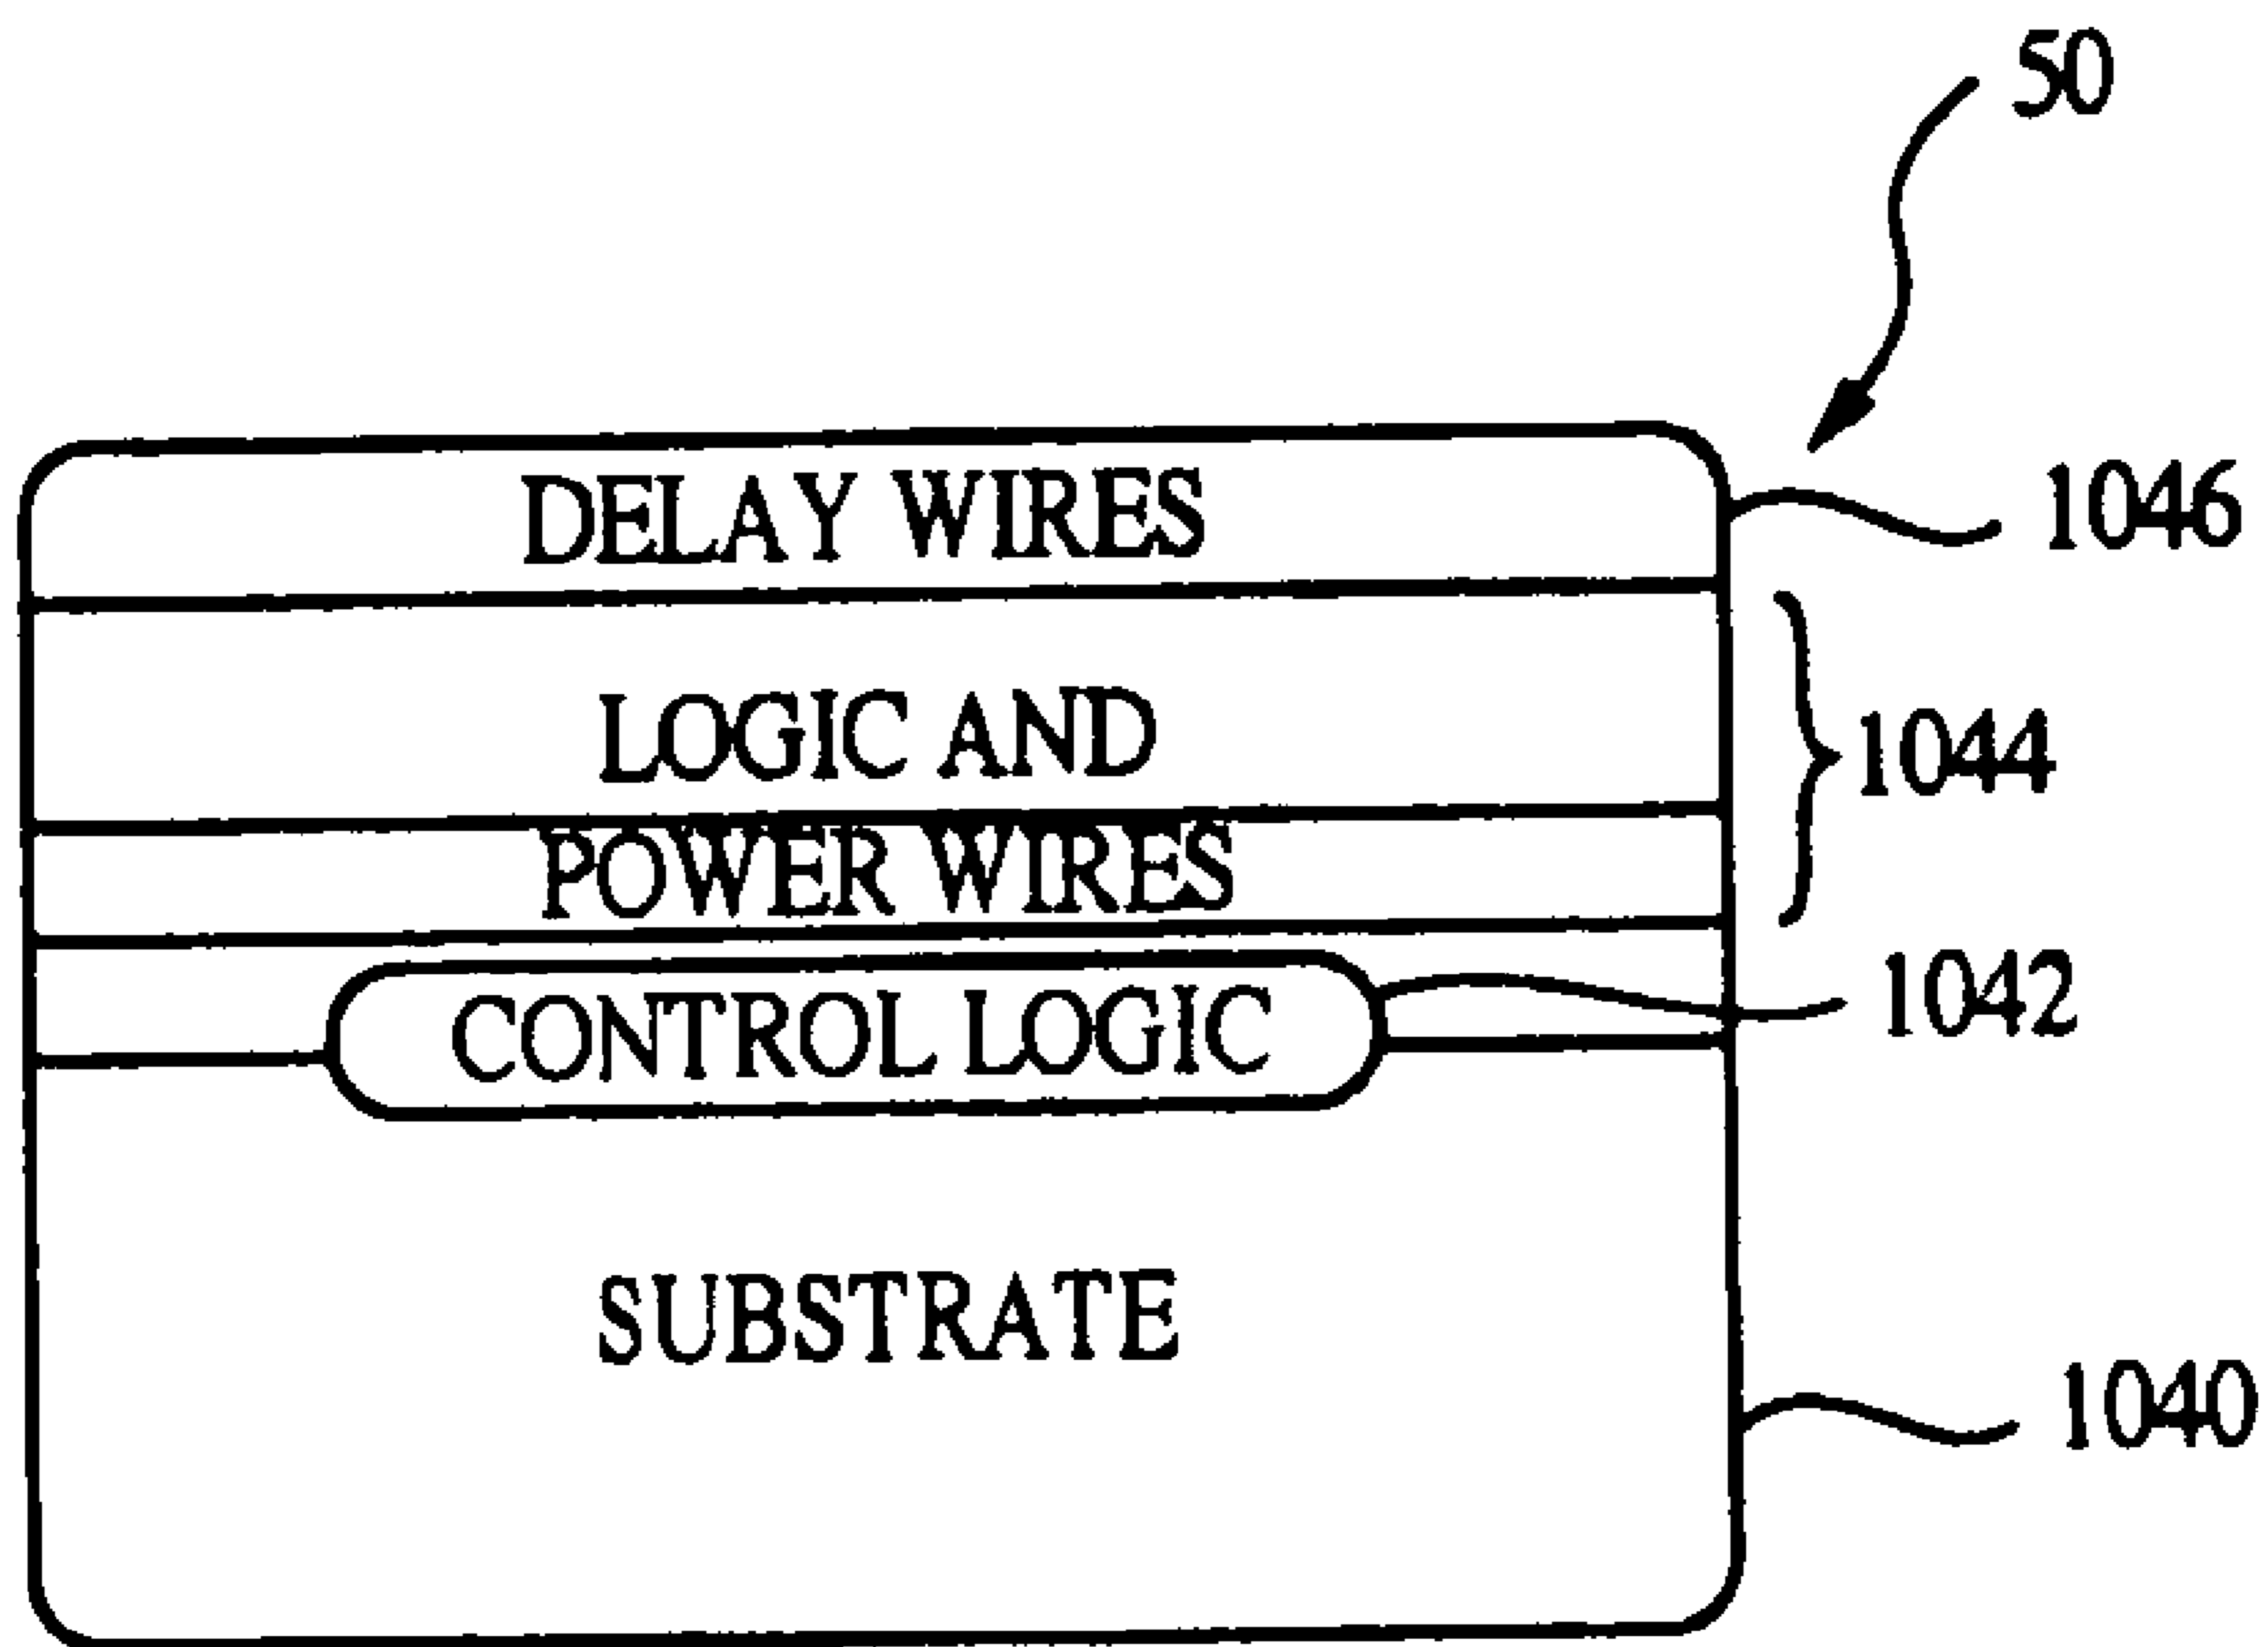 50
DELAY WIRES
1046
LOGIC AND
1044
POWER WIRES
CONTROL LOGIC
1042
SUBSTRATE
1040